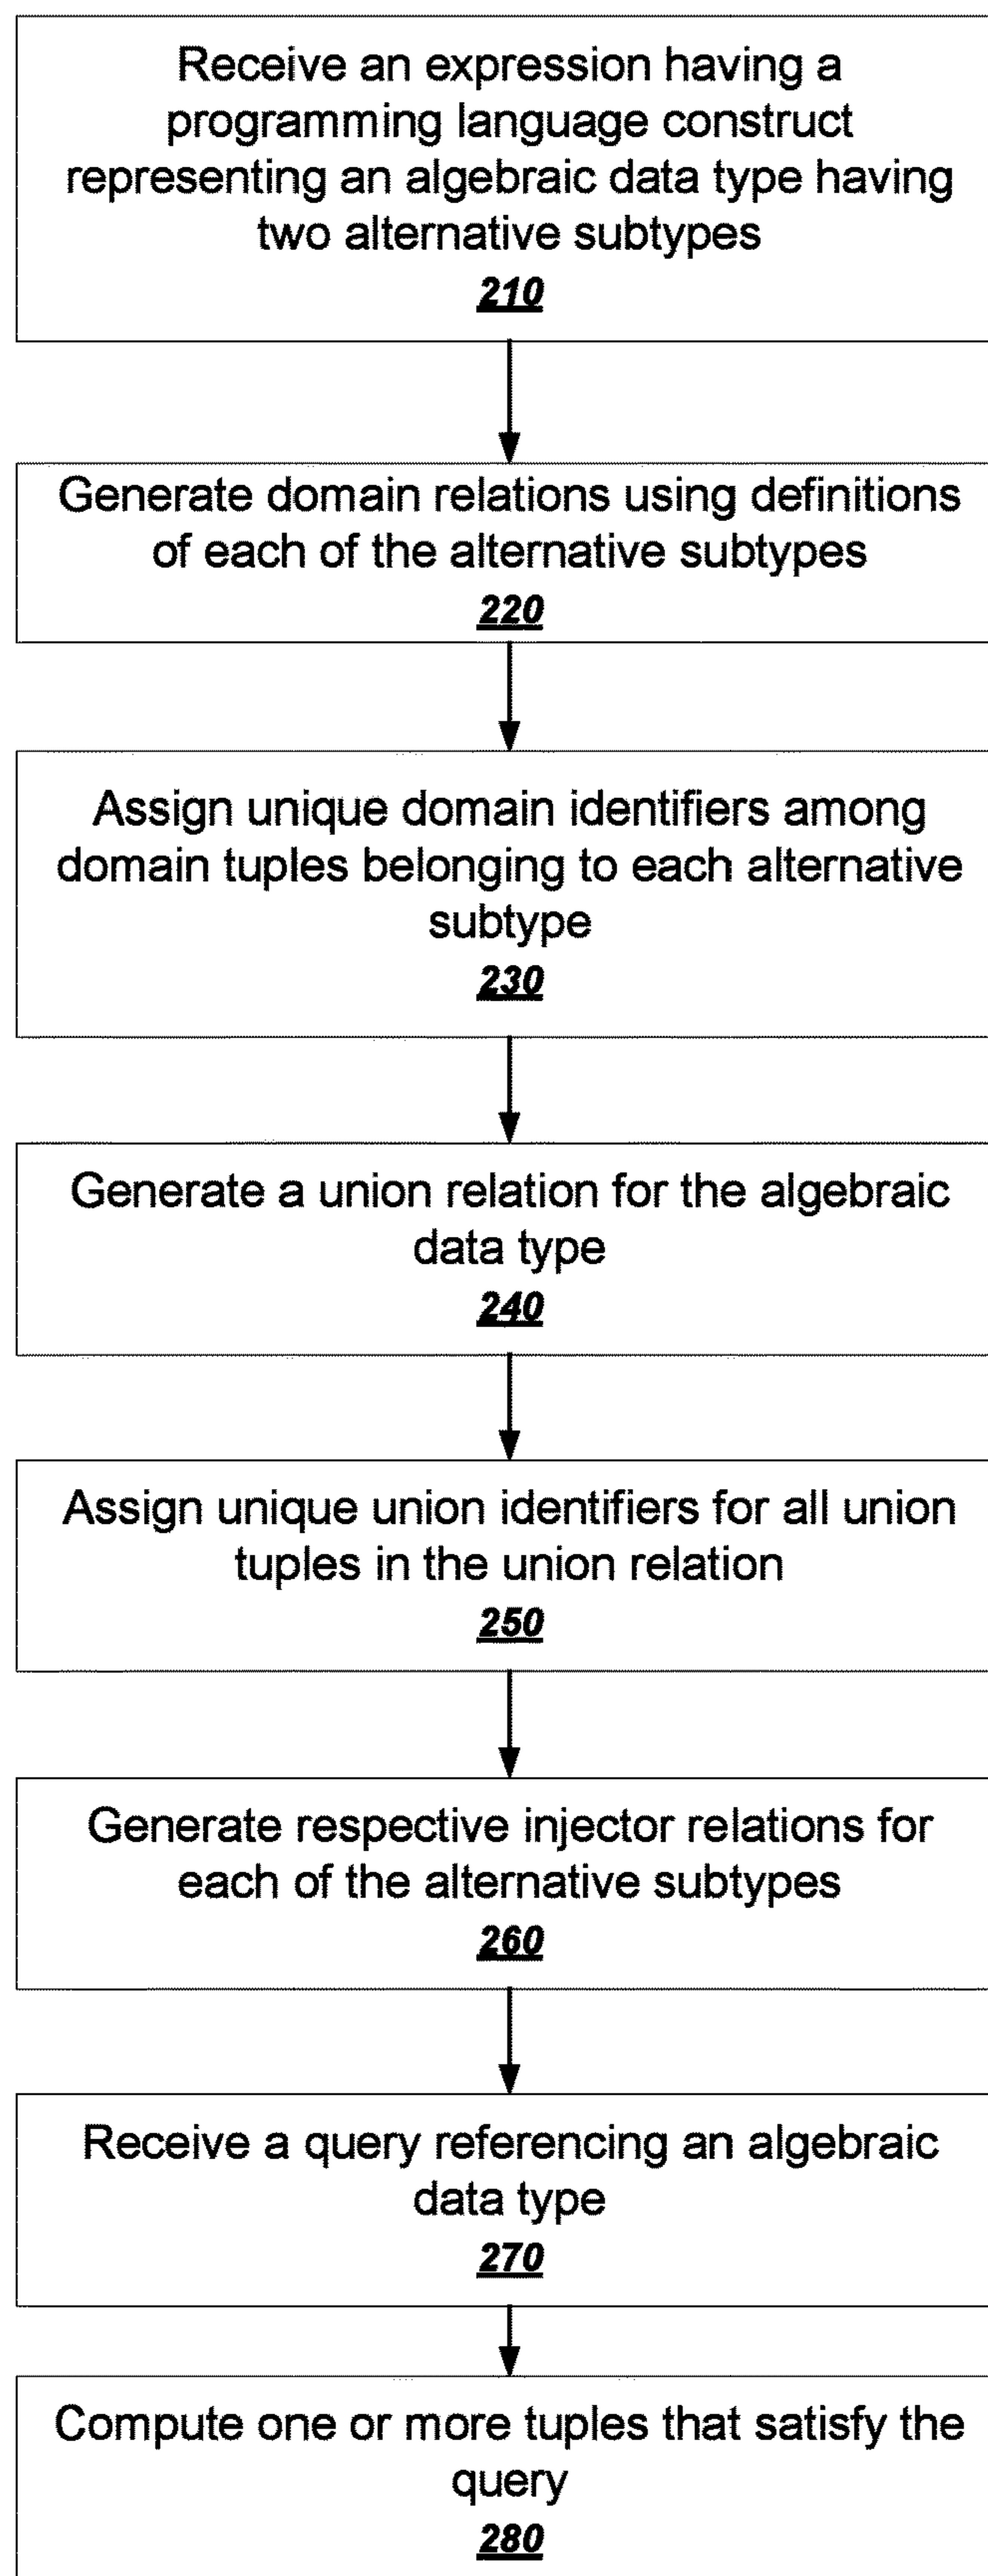 Receive an expression having a
programming language construct
representing an algebraic data type having
two alternative subtypes
210
Generate domain relations using definitions
of each of the alternative subtypes
220
Assign unique domain identifiers among
domain tuples belonging to each alternative
subtype
230
Generate a union relation for the algebraic
data type
240
Assign unique union identifiers for all union
tuples in the union relation
250
Generate respective injector relations for
each of the alternative subtypes
260
Receive a query referencing an algebraic
data type
270
Compute one or more tuples that satisfy the
query
280